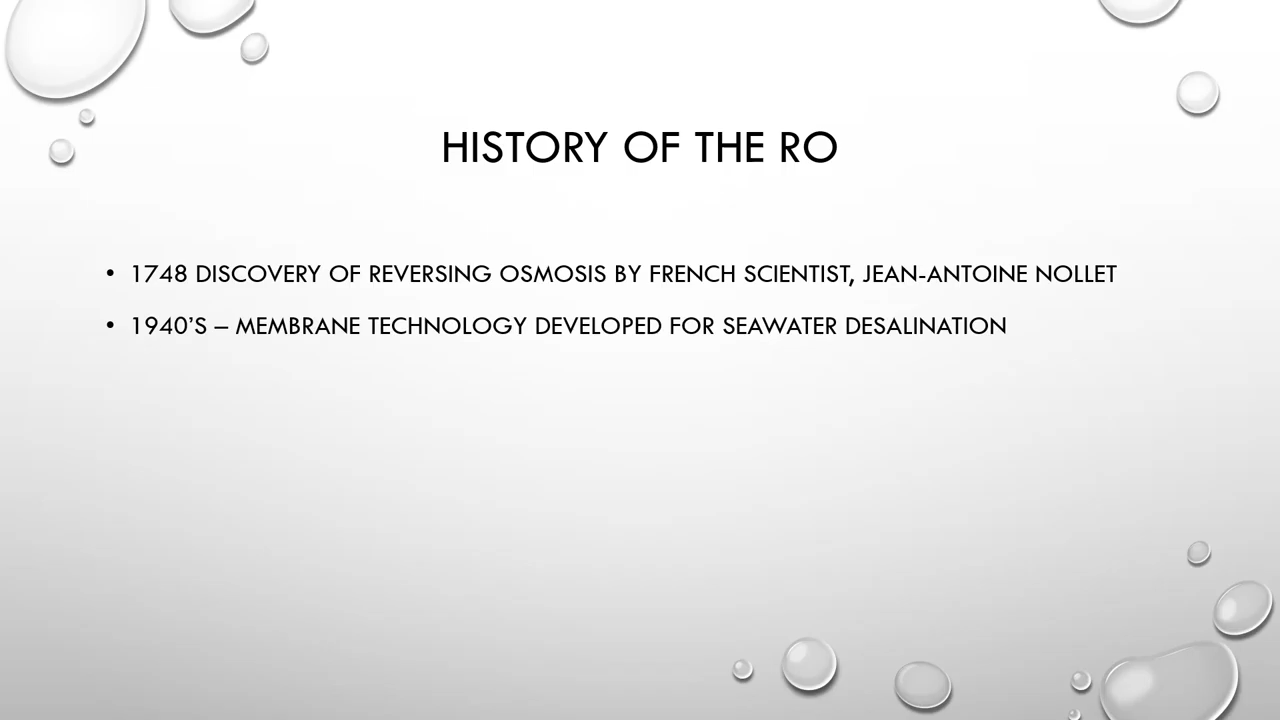 HISTORY OF THE RO
• 1748 DISCOVERY OF REVERSING OSMOSIS BY FRENCH SCIENTIST, JEAN-ANTOINE NOLLET
• 1940’S – MEMBRANE TECHNOLOGY DEVELOPED FOR SEAWATER DESALINATION